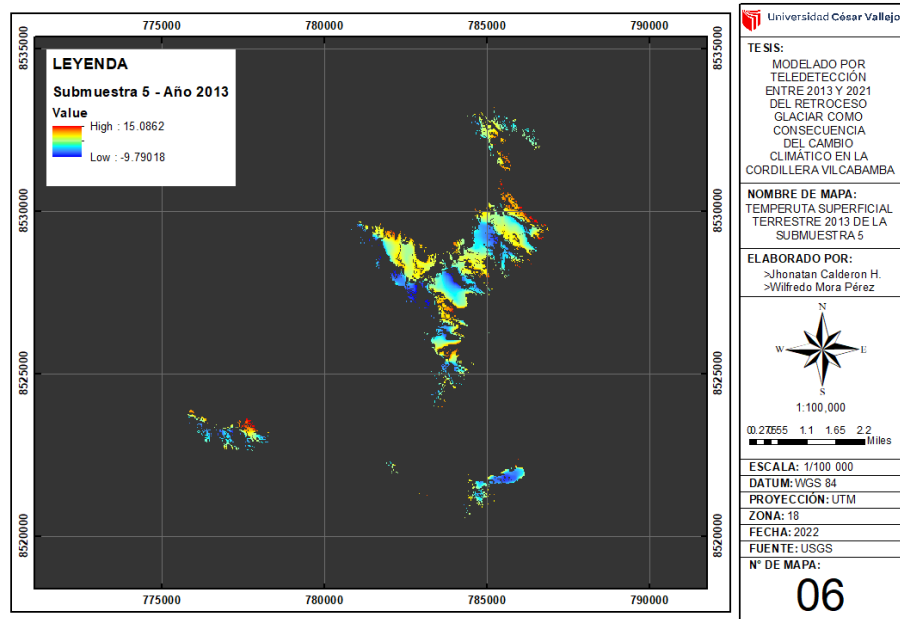 775000 780000 785000 790000
8535000 8535000
8530000 8530000
8525000 8525000
8520000 8520000
775000 780000 785000 790000
LEYENDA
Submuestra 5 - Año 2013
Value
High : 15.0862
Low : -9.79018
Universidad César Vallejo
TESIS:
MODELADO POR
TELEDETECCIÓN
ENTRE 2013 Y 2021
DEL RETROCESO
GLACIAR COMO
CONSECUENCIA
DEL CAMBIO
CLIMÁTICO EN LA
CORDILLERA VILCABAMBA
NOMBRE DE MAPA:
TEMPERUTA SUPERFICIAL
TERRESTRE 2013 DE LA
SUBMUESTRA 5
ELABORADO POR:
>Jhonatan Calderon H.
>Wilfredo Mora Pérez
N
W E
S
1:100,000
1.1 1.65 2.2
Miles
ESCALA: 1/100 000
DATUM: WGS 84
PROYECCIÓN: UTM
ZONA: 18
FECHA: 2022
FUENTE: USGS
N° DE MAPA:
06